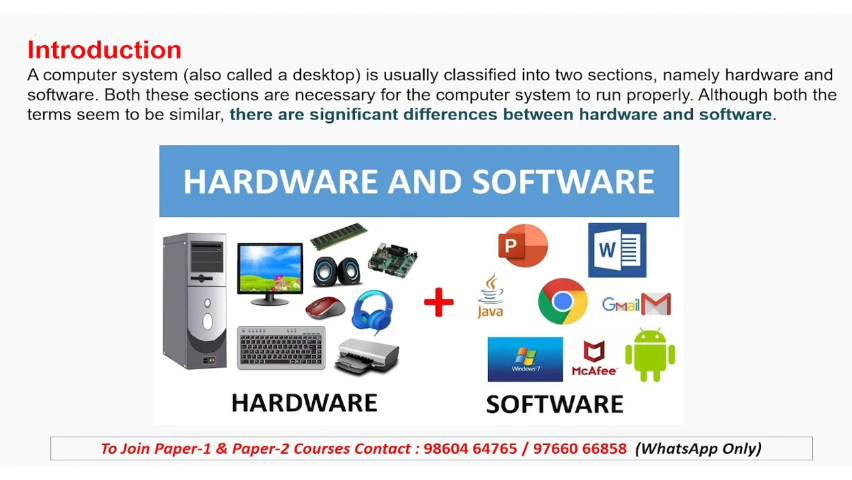 Introduction
A computer system (also called a desktop) is usually classified into two sections, namely hardware and
software. Both these sections are necessary for the computer system to run properly. Although both the
terms seem to be similar, there are significant differences between hardware and software.
HARDWARE AND SOFTWARE
P
W
Java
Gmail
Windows 7
McAfee
HARDWARE
SOFTWARE
To Join Paper-1 & Paper-2 Courses Contact : 98604 64765 / 97660 66858 (WhatsApp Only)